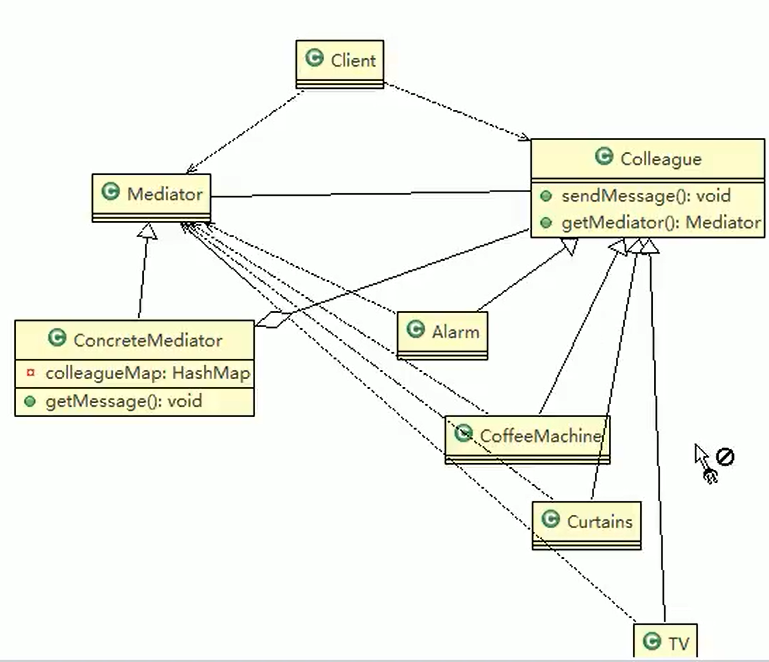 Client
Colleague
sendMessage(): void
getMediator(): Mediator
Mediator
ConcreteMediator
colleagueMap: HashMap
getMessage(): void
Alarm
CoffeeMachine
Curtains
TV